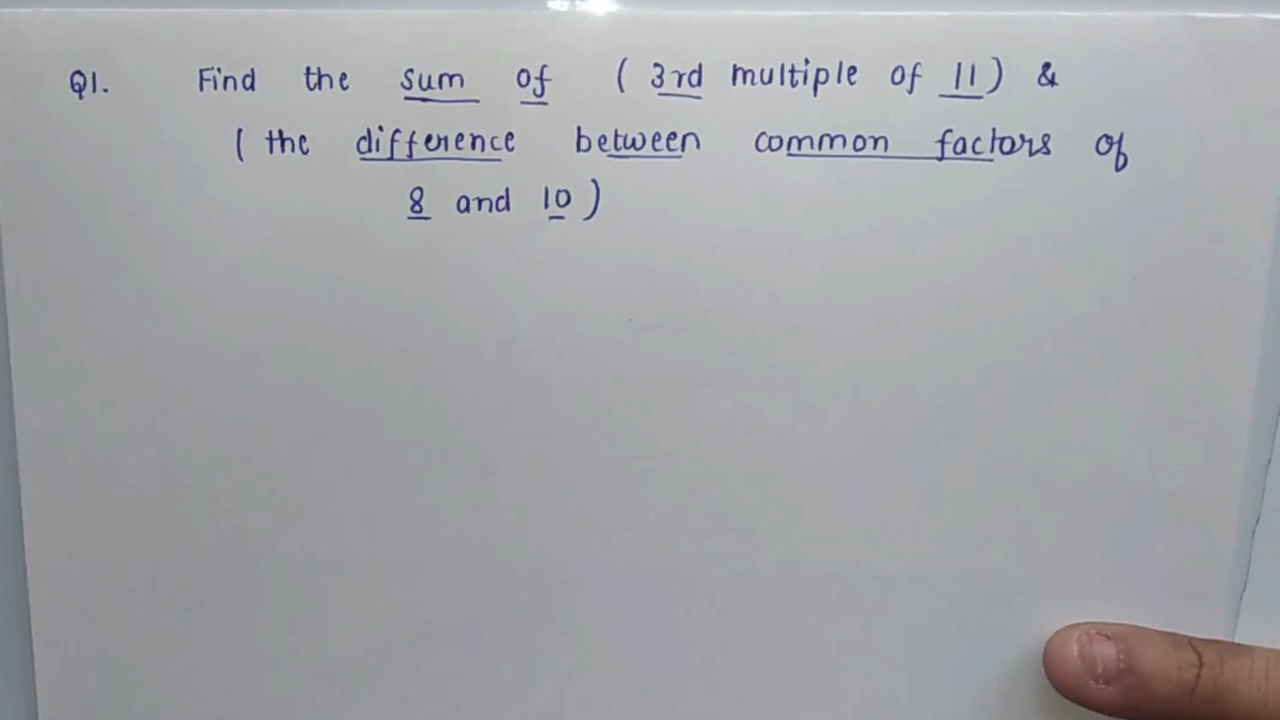 Q1. Find the sum of ( 3rd multiple of 11 ) &
( the difference between common factors of
8 and 10 )